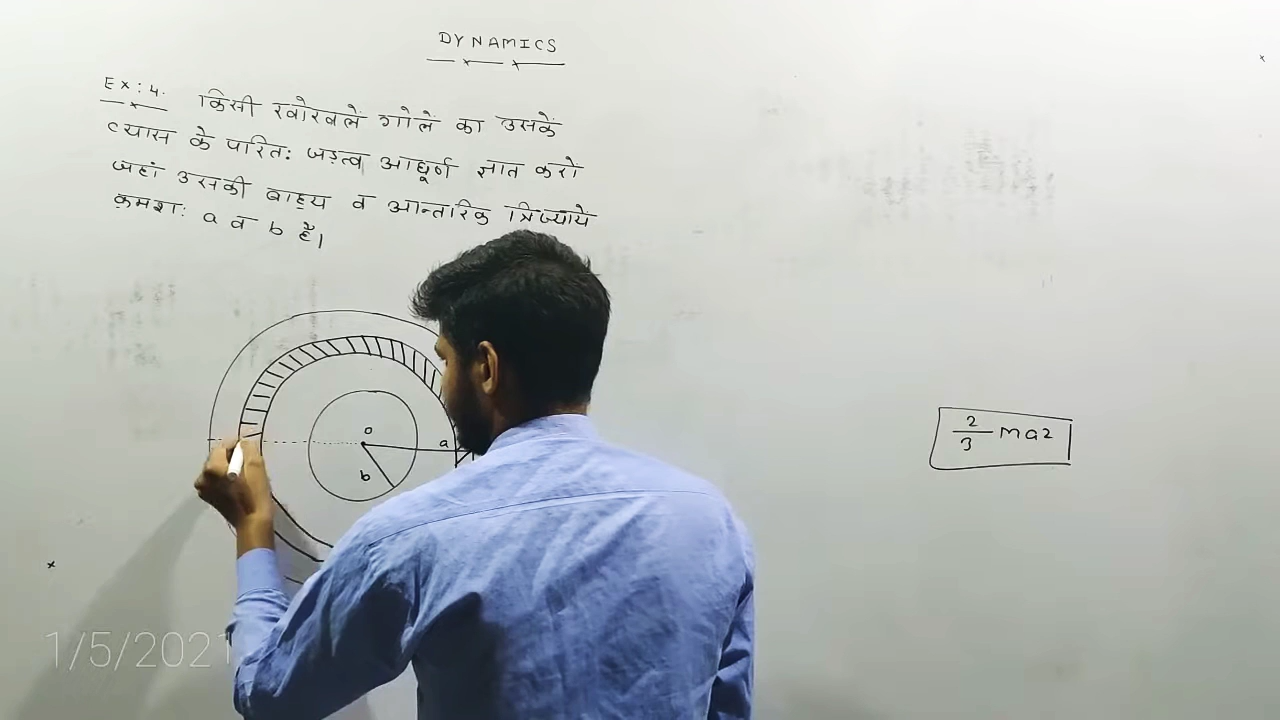 DYNAMICS
Ex:4. किसी खोखलें गोलें का उसकें
व्यास के परित: जड़त्व आघूर्ण ज्ञात करो
जहां उसकी बाह्य व आन्तरिक त्रिज्याये
क्रमश: a व b हैं।
o
a
b
2/3 Ma2
1/5/2021